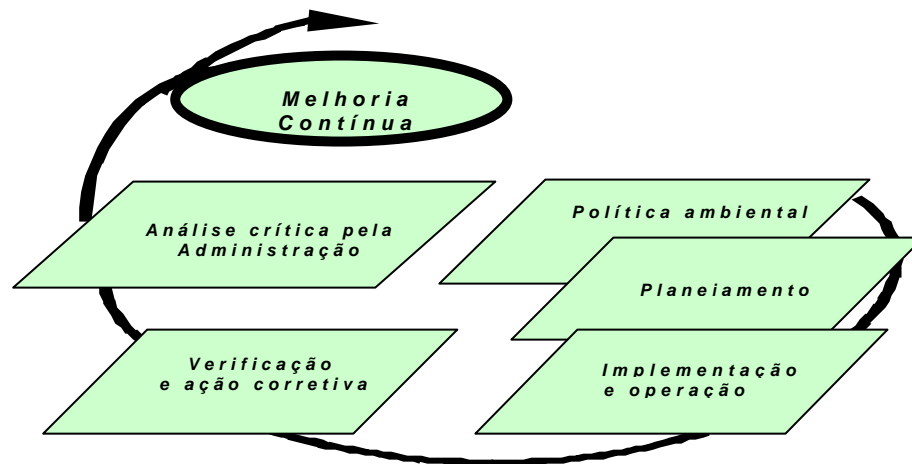 Melhoria
Contínua
Análise crítica pela
Administração
Política ambiental
Planejamento
Verificação
e ação corretiva
Implementação
e operação